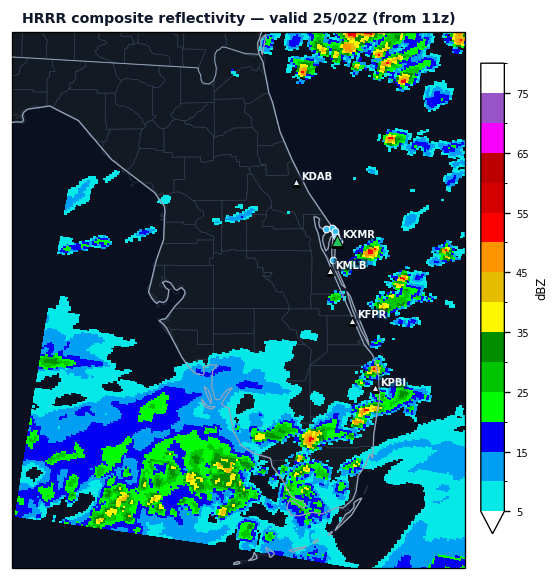 HRRR composite reflectivity — valid 25/02Z (from 11z)
KDAB
KXMR
KMLB
KFPR
KPBI
75
65
55
45
35
25
15
5
dBZ